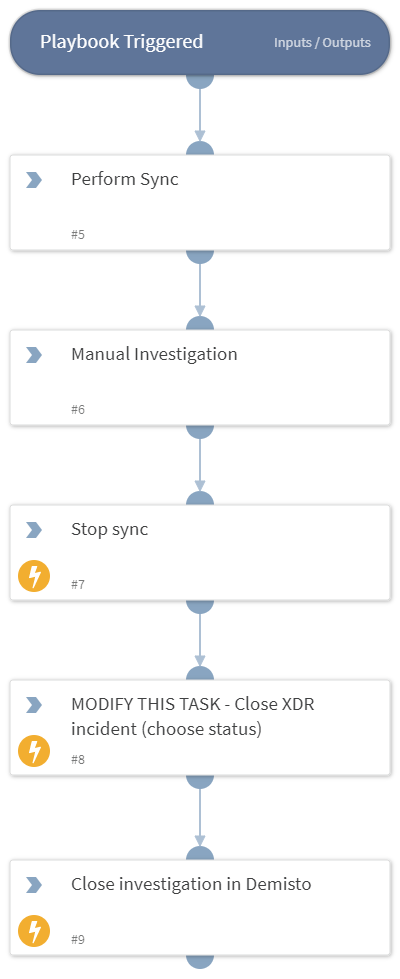 Playbook Triggered
Inputs / Outputs
Perform Sync
#5
Manual Investigation
#6
Stop sync
#7
MODIFY THIS TASK - Close XDR
incident (choose status)
#8
Close investigation in Demisto
#9